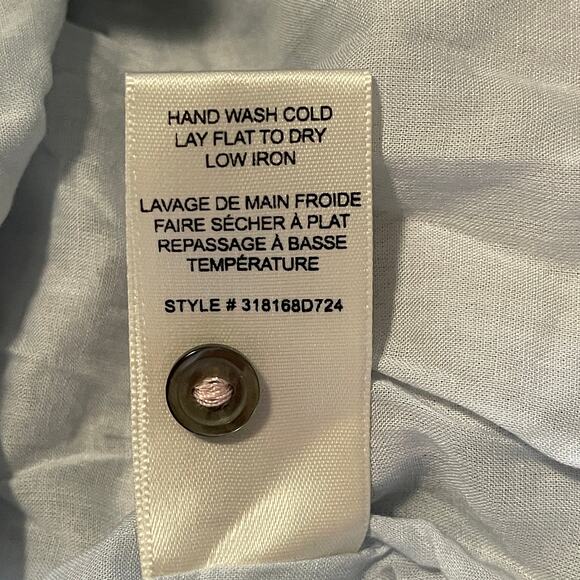 HAND WASH COLD
LAY FLAT TO DRY
LOW IRON
LAVAGE DE MAIN FROIDE
FAIRE SÉCHER À PLAT
REPASSAGE À BASSE
TEMPÉRATURE
STYLE # 318168D724